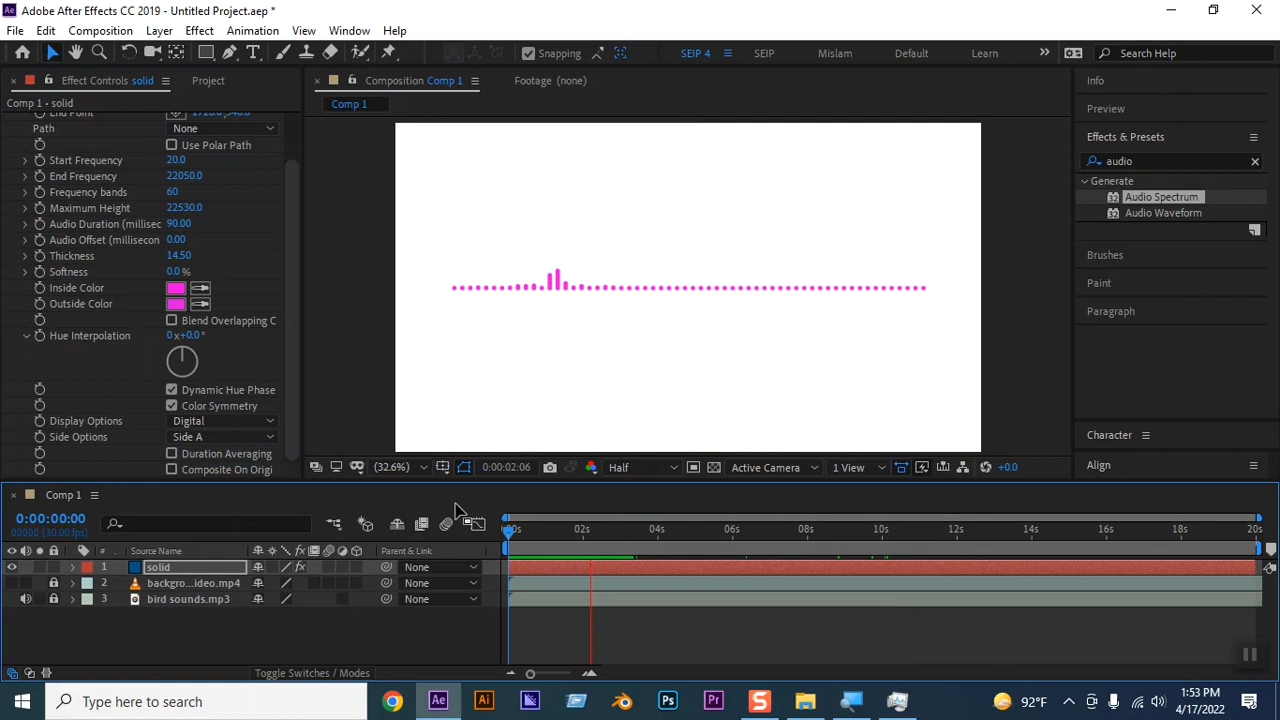 Adobe After Effects CC 2019 - Untitled Project.aep *
File Edit Composition Layer Effect Animation View Window Help
Snapping SEIP 4 SEIP Mislam Default Learn Search Help
Effect Controls solid Project
Composition Comp 1 Footage (none)
Comp 1 - solid
Comp 1
Path None
Use Polar Path
Start Frequency 20.0
End Frequency 22050.0
Frequency bands 60
Maximum Height 22530.0
Audio Duration (millisec 90.00
Audio Offset (millisecon 0.00
Thickness 14.50
Softness 0.0 %
Inside Color
Outside Color
Blend Overlapping C
Hue Interpolation 0 x+0.0°
Dynamic Hue Phase
Color Symmetry
Display Options Digital
Side Options Side A
Duration Averaging
Composite On Origi
(32.6%) 0:00:02:06 Half Active Camera 1 View +0.0
Info
Preview
Effects & Presets
audio
Generate
32 Audio Spectrum
32 Audio Waveform
Brushes
Paint
Paragraph
Character
Align
Comp 1
0:00:00:00
00000 (30.00 fps)
:00s 02s 04s 06s 08s 10s 12s 14s 16s 18s 20s
# Source Name fx Parent & Link
1 solid fx None
2 backgro...ideo.mp4 None
3 bird sounds.mp3 None
Toggle Switches / Modes
Type here to search
Ae Ai Ps Pr S
92°F
1:53 PM
4/17/2022